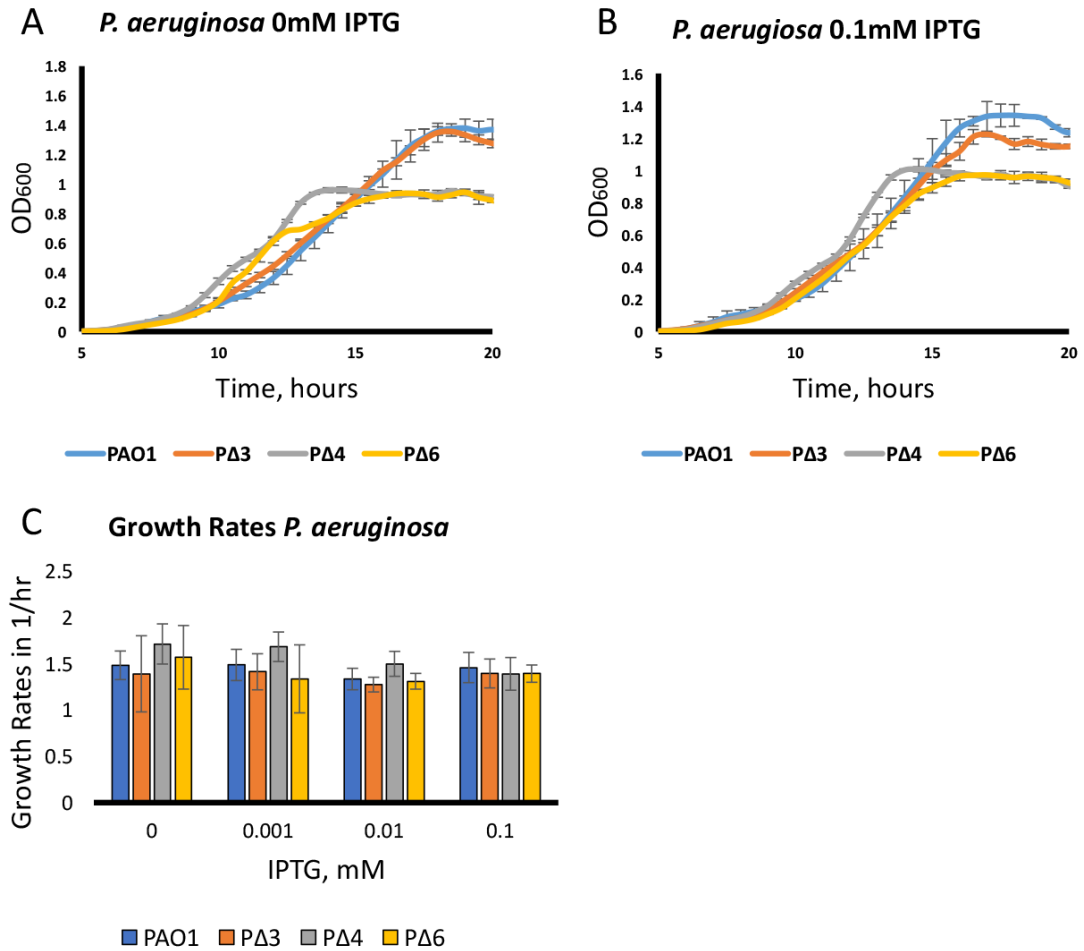 A
P. aeruginosa 0mM IPTG
OD600
1.8
1.6
1.4
1.2
1
0.8
0.6
0.4
0.2
0
5 10 15 20
Time, hours
PAO1 PΔ3 PΔ4 PΔ6
B
P. aerugiosa 0.1mM IPTG
OD600
1.6
1.4
1.2
1
0.8
0.6
0.4
0.2
0
5 10 15 20
Time, hours
PAO1 PΔ3 PΔ4 PΔ6
C
Growth Rates P. aeruginosa
Growth Rates in 1/hr
2.5
2
1.5
1
0.5
0
0 0.001 0.01 0.1
IPTG, mM
PAO1 PΔ3 PΔ4 PΔ6